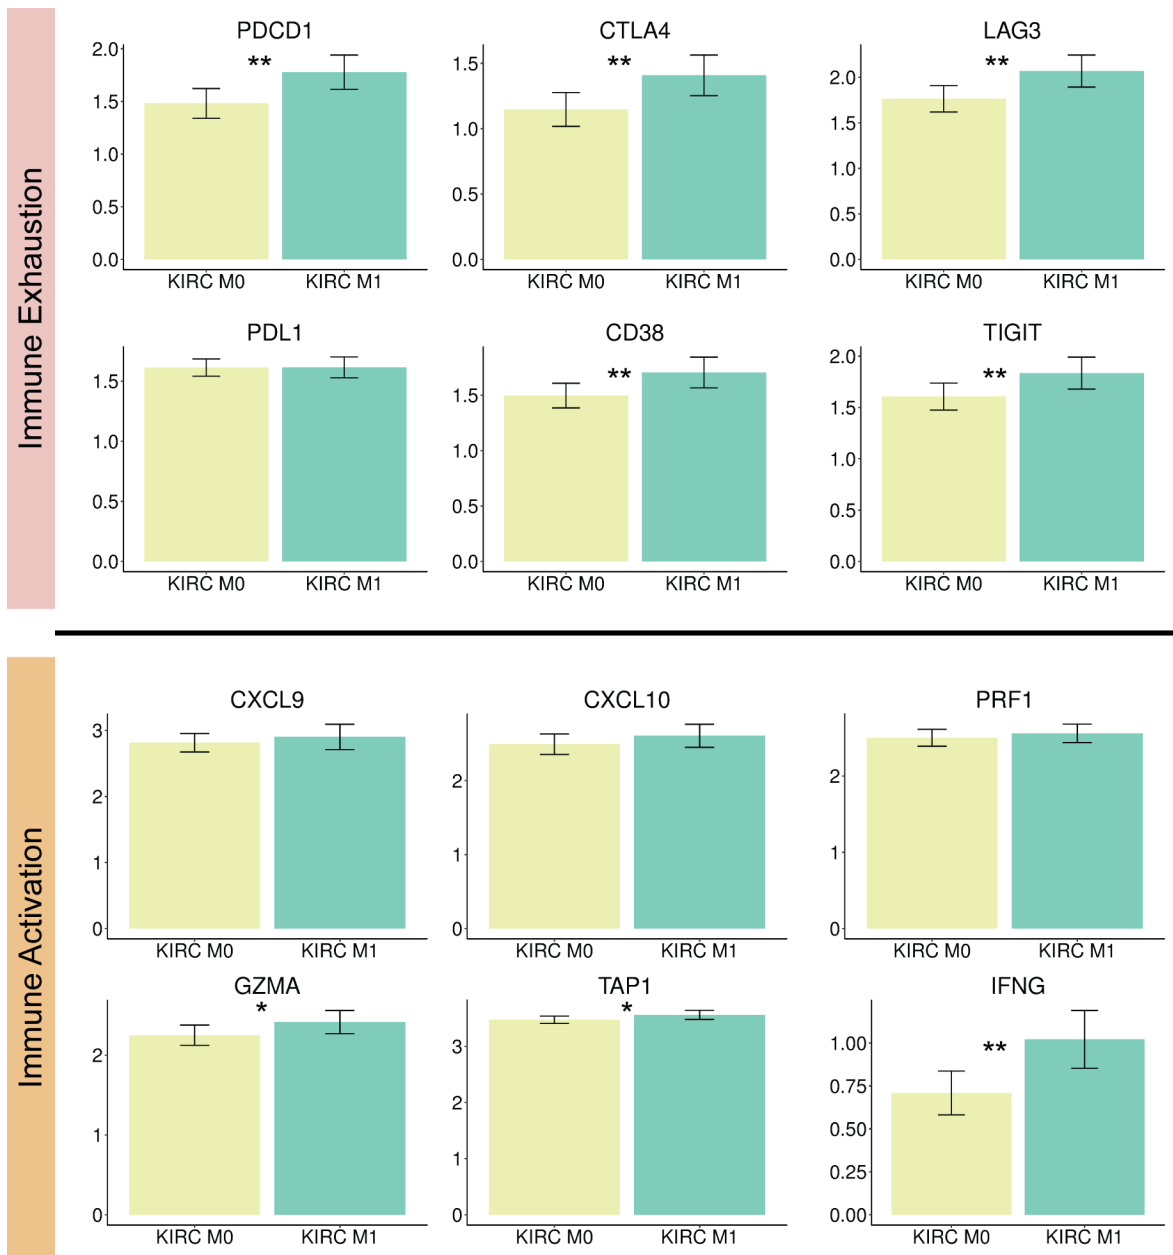 Immune Exhaustion
PDCD1
**
2.0
1.5
1.0
0.5
0.0
KIRC M0 KIRC M1
CTLA4
**
1.5
1.0
0.5
0.0
KIRC M0 KIRC M1
LAG3
**
2.0
1.5
1.0
0.5
0.0
KIRC M0 KIRC M1
PDL1
1.5
1.0
0.5
0.0
KIRC M0 KIRC M1
CD38
**
1.5
1.0
0.5
0.0
KIRC M0 KIRC M1
TIGIT
**
2.0
1.5
1.0
0.5
0.0
KIRC M0 KIRC M1
Immune Activation
CXCL9
3
2
1
0
KIRC M0 KIRC M1
CXCL10
2
1
0
KIRC M0 KIRC M1
PRF1
2
1
0
KIRC M0 KIRC M1
GZMA
*
2
1
0
KIRC M0 KIRC M1
TAP1
*
3
2
1
0
KIRC M0 KIRC M1
IFNG
**
1.00
0.75
0.50
0.25
0.00
KIRC M0 KIRC M1